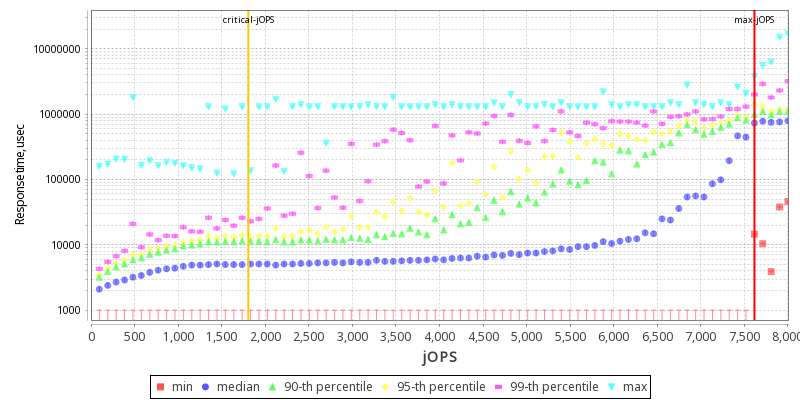 critical-jOPS max-jOPS
10000000
1000000
100000
10000
1000
Response time, usec
0 500 1,000 1,500 2,000 2,500 3,000 3,500 4,000 4,500 5,000 5,500 6,000 6,500 7,000 7,500 8,000
jOPS
min median 90-th percentile 95-th percentile 99-th percentile max